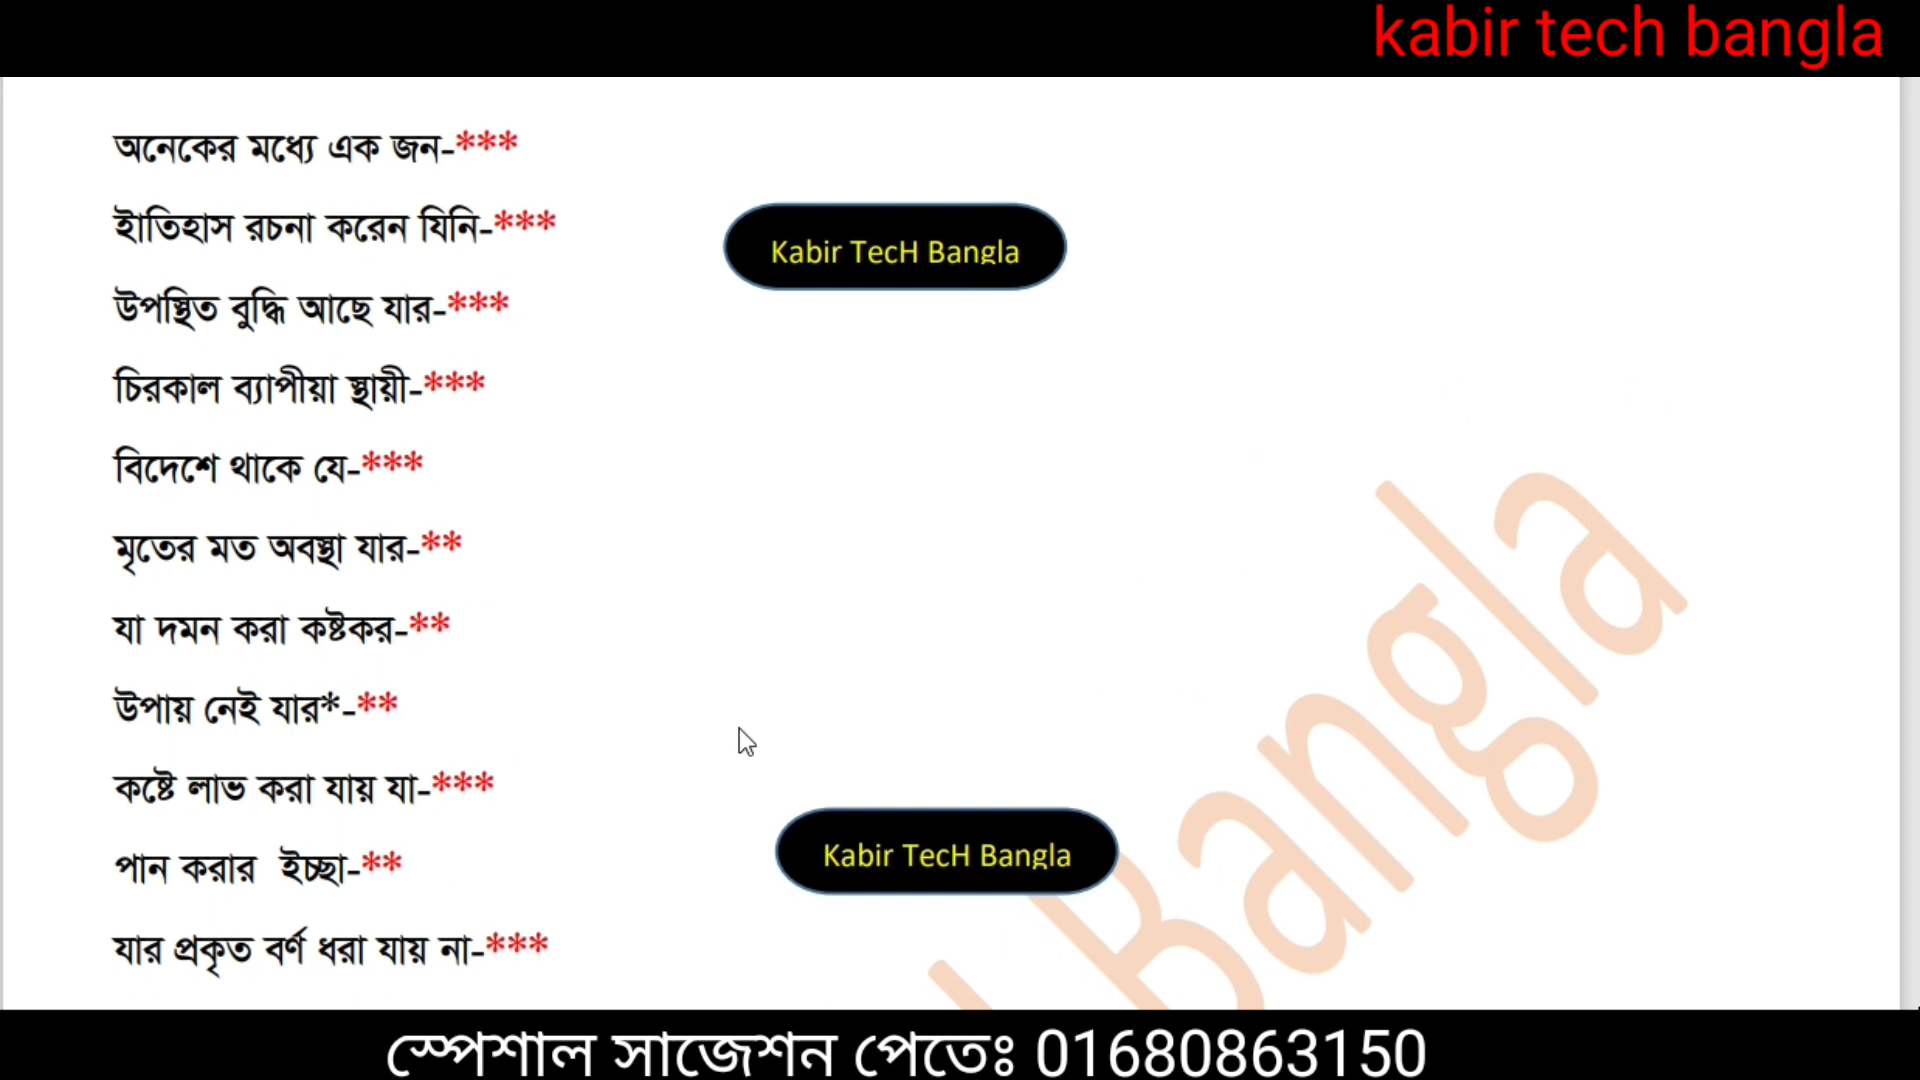 kabir tech bangla
অনেকের মধ্যে এক জন-***
ইাতিহাস রচনা করেন যিনি-***
Kabir TecH Bangla
উপস্থিত বুদ্ধি আছে যার-***
চিরকাল ব্যাপীয়া স্থায়ী-***
বিদেশে থাকে যে-***
মৃতের মত অবস্থা যার-**
যা দমন করা কষ্টকর-**
উপায় নেই যার*-**
কষ্টে লাভ করা যায় যা-***
Kabir TecH Bangla
পান করার ইচ্ছা-**
যার প্রকৃত বর্ণ ধরা যায় না-***
Bangla
স্পেশাল সাজেশন পেতেঃ 01680863150